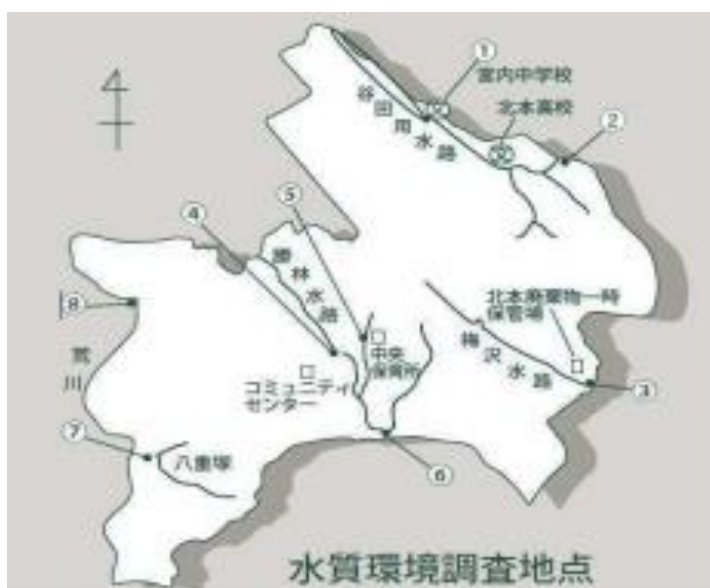 ①
宮内中学校
谷田用水路
北本高校
②
④
⑤
勝林水路
⑧
荒川
中央
保育所
コミュニティ
センター
北本廃棄物一時
保管場
梅沢水路
③
⑦
八重塚
⑥
水質環境調査地点